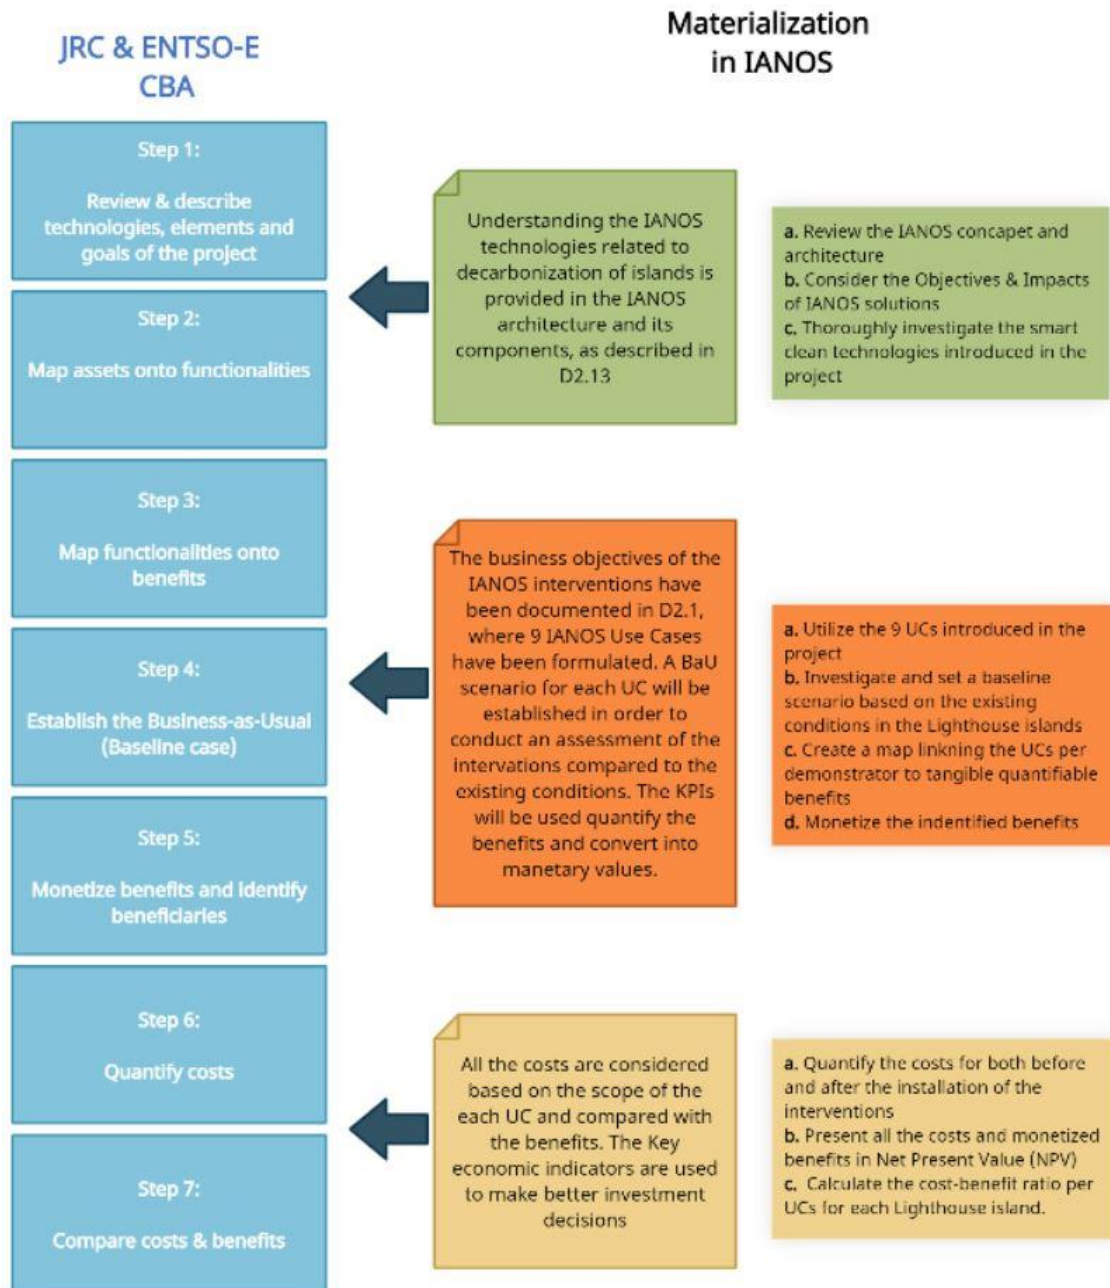 JRC & ENTSO-E
CBA
Materialization
in IANOS
Step 1:
Review & describe
technologies, elements and
goals of the project
Step 2:
Map assets onto functionalities
Understanding the IANOS
technologies related to
decarbonization of islands is
provided in the IANOS
architecture and its
components, as described in
D2.13
a. Review the IANOS concapet and
architecture
b. Consider the Objectives & Impacts
of IANOS solutions
c. Thoroughly investigate the smart
clean technologies introduced in the
project
Step 3:
Map functionalities onto
benefits
Step 4:
Establish the Business-as-Usual
(Baseline case)
Step 5:
Monetize benefits and identify
beneficiaries
The business objectives of the
IANOS interventions have
been documented in D2.1,
where 9 IANOS Use Cases
have been formulated. A BaU
scenario for each UC will be
established in order to
conduct an assessment of the
intervations compared to the
existing conditions. The KPIs
will be used quantify the
benefits and convert into
manetary values.
a. Utilize the 9 UCs introduced in the
project
b. Investigate and set a baseline
scenario based on the existing
conditions in the Lighthouse islands
c. Create a map linkning the UCs per
demonstrator to tangible quantifiable
benefits
d. Monetize the indentified benefits
Step 6:
Quantify costs
Step 7:
Compare costs & benefits
All the costs are considered
based on the scope of the
each UC and compared with
the benefits. The Key
economic indicators are used
to make better investment
decisions
a. Quantify the costs for both before
and after the installation of the
interventions
b. Present all the costs and monetized
benefits in Net Present Value (NPV)
c. Calculate the cost-benefit ratio per
UCs for each Lighthouse island.